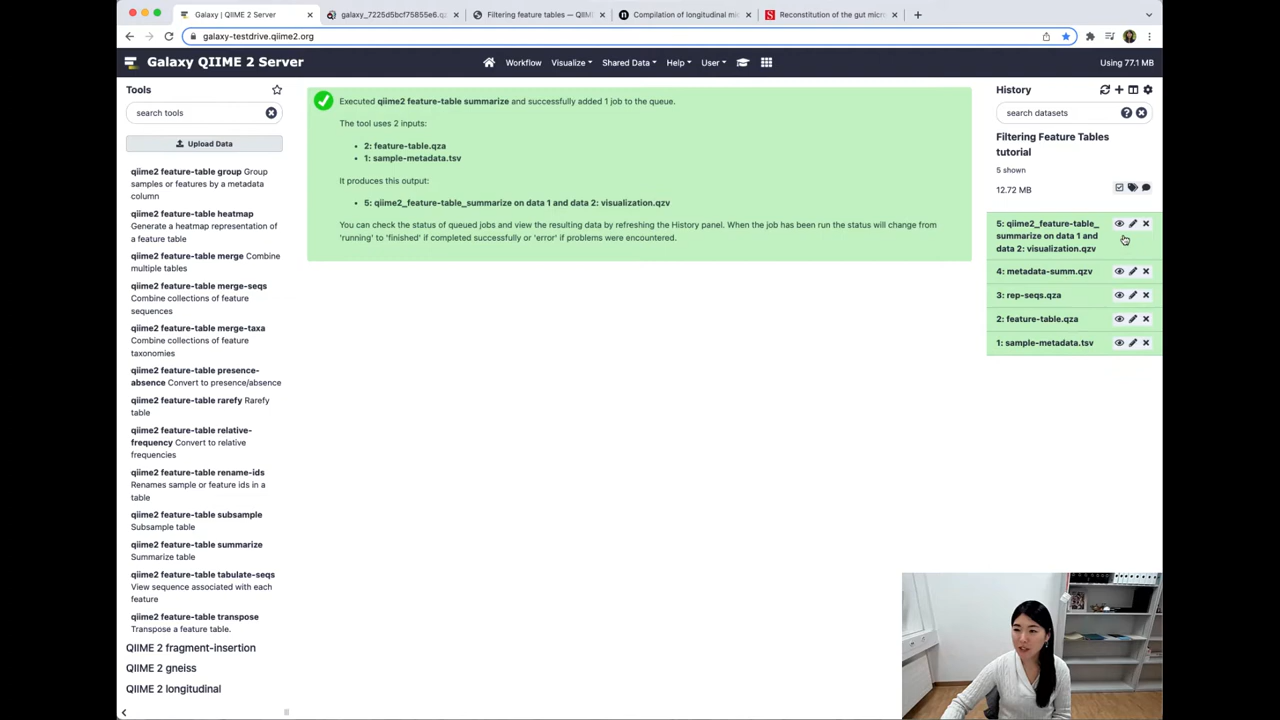 Galaxy | QIIME 2 Server
galaxy_7225d5bcf75855e6.qz
Filtering feature tables — QIIM
Compilation of longitudinal mic
Reconstitution of the gut micro
galaxy-testdrive.qiime2.org
Galaxy QIIME 2 Server
Workflow
Visualize
Shared Data
Help
User
Using 77.1 MB
Tools
search tools
Upload Data
qiime2 feature-table group Group
samples or features by a metadata
column
qiime2 feature-table heatmap
Generate a heatmap representation of
a feature table
qiime2 feature-table merge Combine
multiple tables
qiime2 feature-table merge-seqs
Combine collections of feature
sequences
qiime2 feature-table merge-taxa
Combine collections of feature
taxonomies
qiime2 feature-table presence-
absence Convert to presence/absence
qiime2 feature-table rarefy Rarefy
table
qiime2 feature-table relative-
frequency Convert to relative
frequencies
qiime2 feature-table rename-ids
Renames sample or feature ids in a
table
qiime2 feature-table subsample
Subsample table
qiime2 feature-table summarize
Summarize table
qiime2 feature-table tabulate-seqs
View sequence associated with each
feature
qiime2 feature-table transpose
Transpose a feature table.
QIIME 2 fragment-insertion
QIIME 2 gneiss
QIIME 2 longitudinal
Executed qiime2 feature-table summarize and successfully added 1 job to the queue.
The tool uses 2 inputs:
• 2: feature-table.qza
• 1: sample-metadata.tsv
It produces this output:
• 5: qiime2_feature-table_summarize on data 1 and data 2: visualization.qzv
You can check the status of queued jobs and view the resulting data by refreshing the History panel. When the job has been run the status will change from
'running' to 'finished' if completed successfully or 'error' if problems were encountered.
History
search datasets
Filtering Feature Tables
tutorial
5 shown
12.72 MB
5: qiime2_feature-table_
summarize on data 1 and
data 2: visualization.qzv
4: metadata-summ.qzv
3: rep-seqs.qza
2: feature-table.qza
1: sample-metadata.tsv